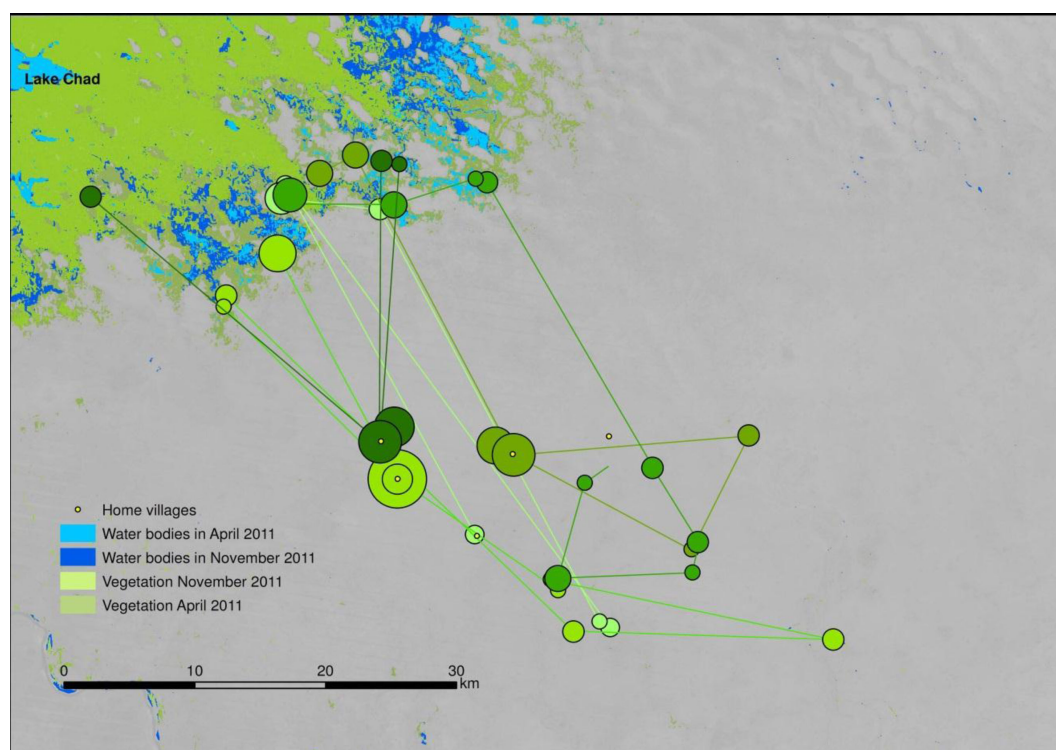 Lake Chad
Home villages
Water bodies in April 2011
Water bodies in November 2011
Vegetation November 2011
Vegetation April 2011
0 10 20 30
km